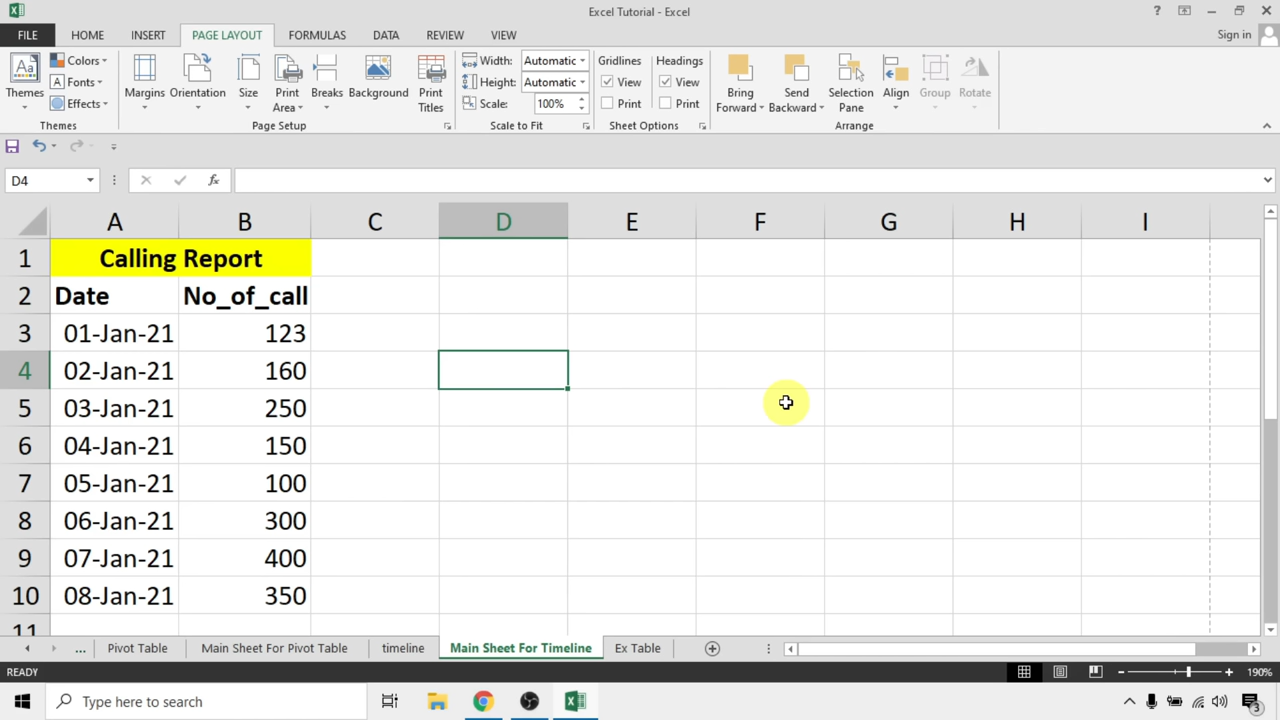 Excel Tutorial - Excel
?
FILE HOME INSERT PAGE LAYOUT FORMULAS DATA REVIEW VIEW Sign in
Aa Themes Colors Fonts Effects Margins Orientation Size Print Area Breaks Background Print Titles Width: Automatic Height: Automatic Scale: 100% Gridlines View Print Headings View Print Bring Forward Send Backward Selection Pane Align Group Rotate
Themes Page Setup Scale to Fit Sheet Options Arrange
D4 fx
A B C D E F G H I
1 Calling Report
2 Date No_of_call
3 01-Jan-21 123
4 02-Jan-21 160
5 03-Jan-21 250
6 04-Jan-21 150
7 05-Jan-21 100
8 06-Jan-21 300
9 07-Jan-21 400
10 08-Jan-21 350
11
... Pivot Table Main Sheet For Pivot Table timeline Main Sheet For Timeline Ex Table
READY 190%
Type here to search 3